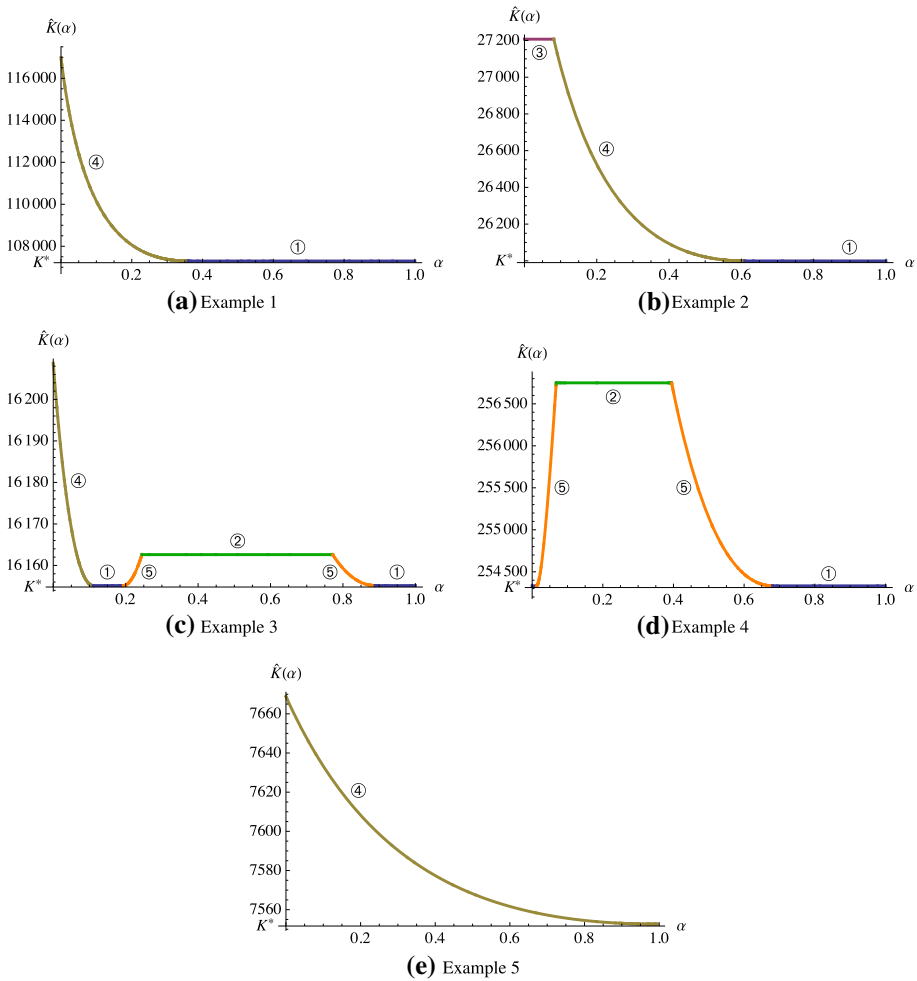 K̂(α)
116 000
114 000
112 000
110 000
108 000
K*
④
①
0.2 0.4 0.6 0.8 1.0 α
(a) Example 1
K̂(α)
27 200
27 000
26 800
26 600
26 400
26 200
K*
③
④
①
0.2 0.4 0.6 0.8 1.0 α
(b) Example 2
K̂(α)
16 200
16 190
16 180
16 170
16 160
K*
④
①
⑤
②
⑤
①
0.2 0.4 0.6 0.8 1.0 α
(c) Example 3
K̂(α)
256 500
256 000
255 500
255 000
254 500
K*
⑤
②
⑤
①
0.2 0.4 0.6 0.8 1.0 α
(d) Example 4
K̂(α)
7660
7640
7620
7600
7580
7560
K*
④
0.2 0.4 0.6 0.8 1.0 α
(e) Example 5